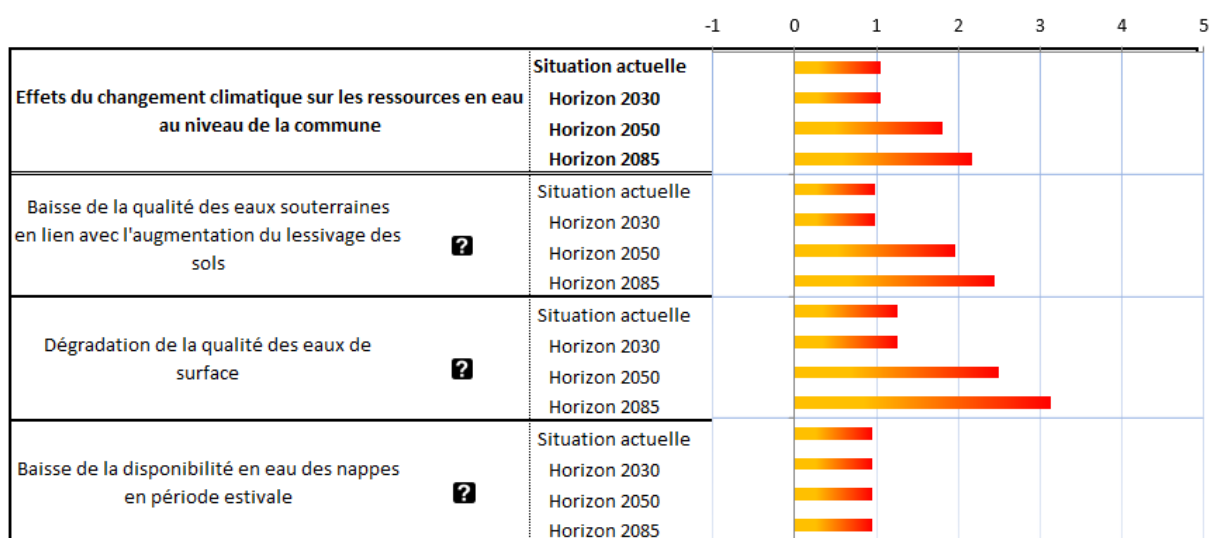 -1 0 1 2 3 4 5
Effets du changement climatique sur les ressources en eau
au niveau de la commune
Situation actuelle
Horizon 2030
Horizon 2050
Horizon 2085
Baisse de la qualité des eaux souterraines
en lien avec l'augmentation du lessivage des
sols
?
Situation actuelle
Horizon 2030
Horizon 2050
Horizon 2085
Dégradation de la qualité des eaux de
surface
?
Situation actuelle
Horizon 2030
Horizon 2050
Horizon 2085
Baisse de la disponibilité en eau des nappes
en période estivale
?
Situation actuelle
Horizon 2030
Horizon 2050
Horizon 2085